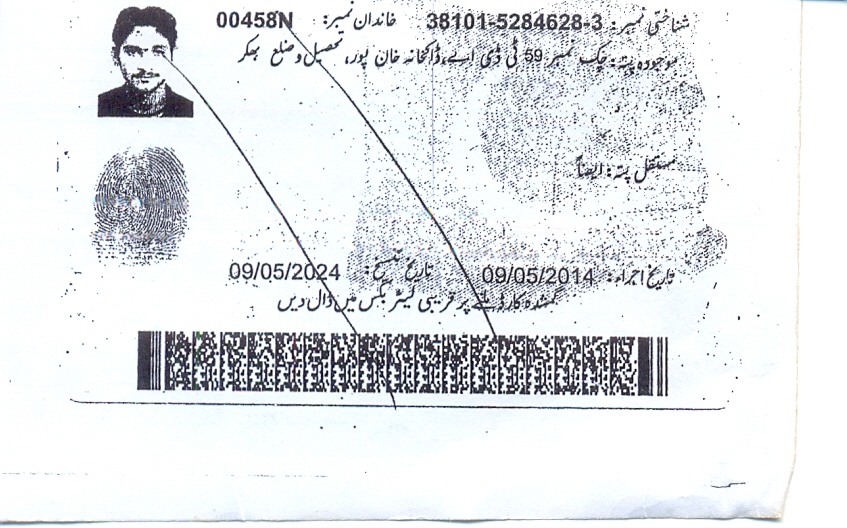 شناختی نمبر: 38101-5284628-3 خاندان نمبر: 00458N
موجودہ پتہ: چک نمبر 59 ٹی ڈی اے، ڈاکخانہ خان پور، تحصیل و ضلع بھکر
مستقل پتہ: ایضاً
تاریخ اجراء: 09/05/2014 تاریخ تنسیخ: 09/05/2024
گمشدہ کارڈ ملنے پر قریبی لیٹر بکس میں ڈال دیں